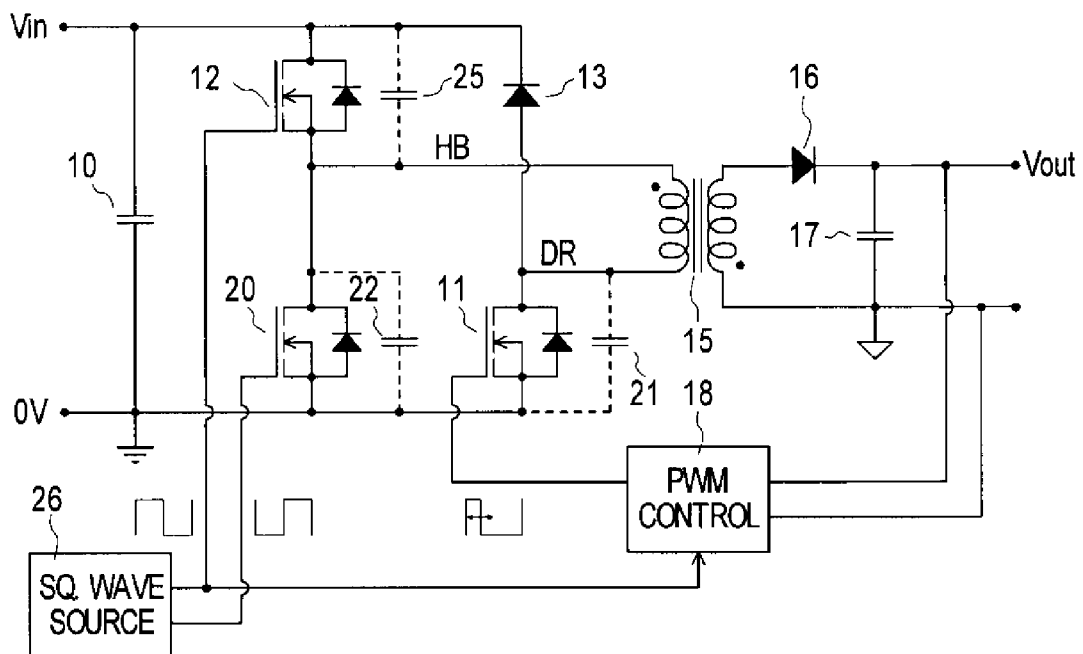 Vin
12
25
13
16
HB
10
Vout
17
DR
20
22
11
15
21
0V
18
PWM
CONTROL
26
SQ. WAVE
SOURCE